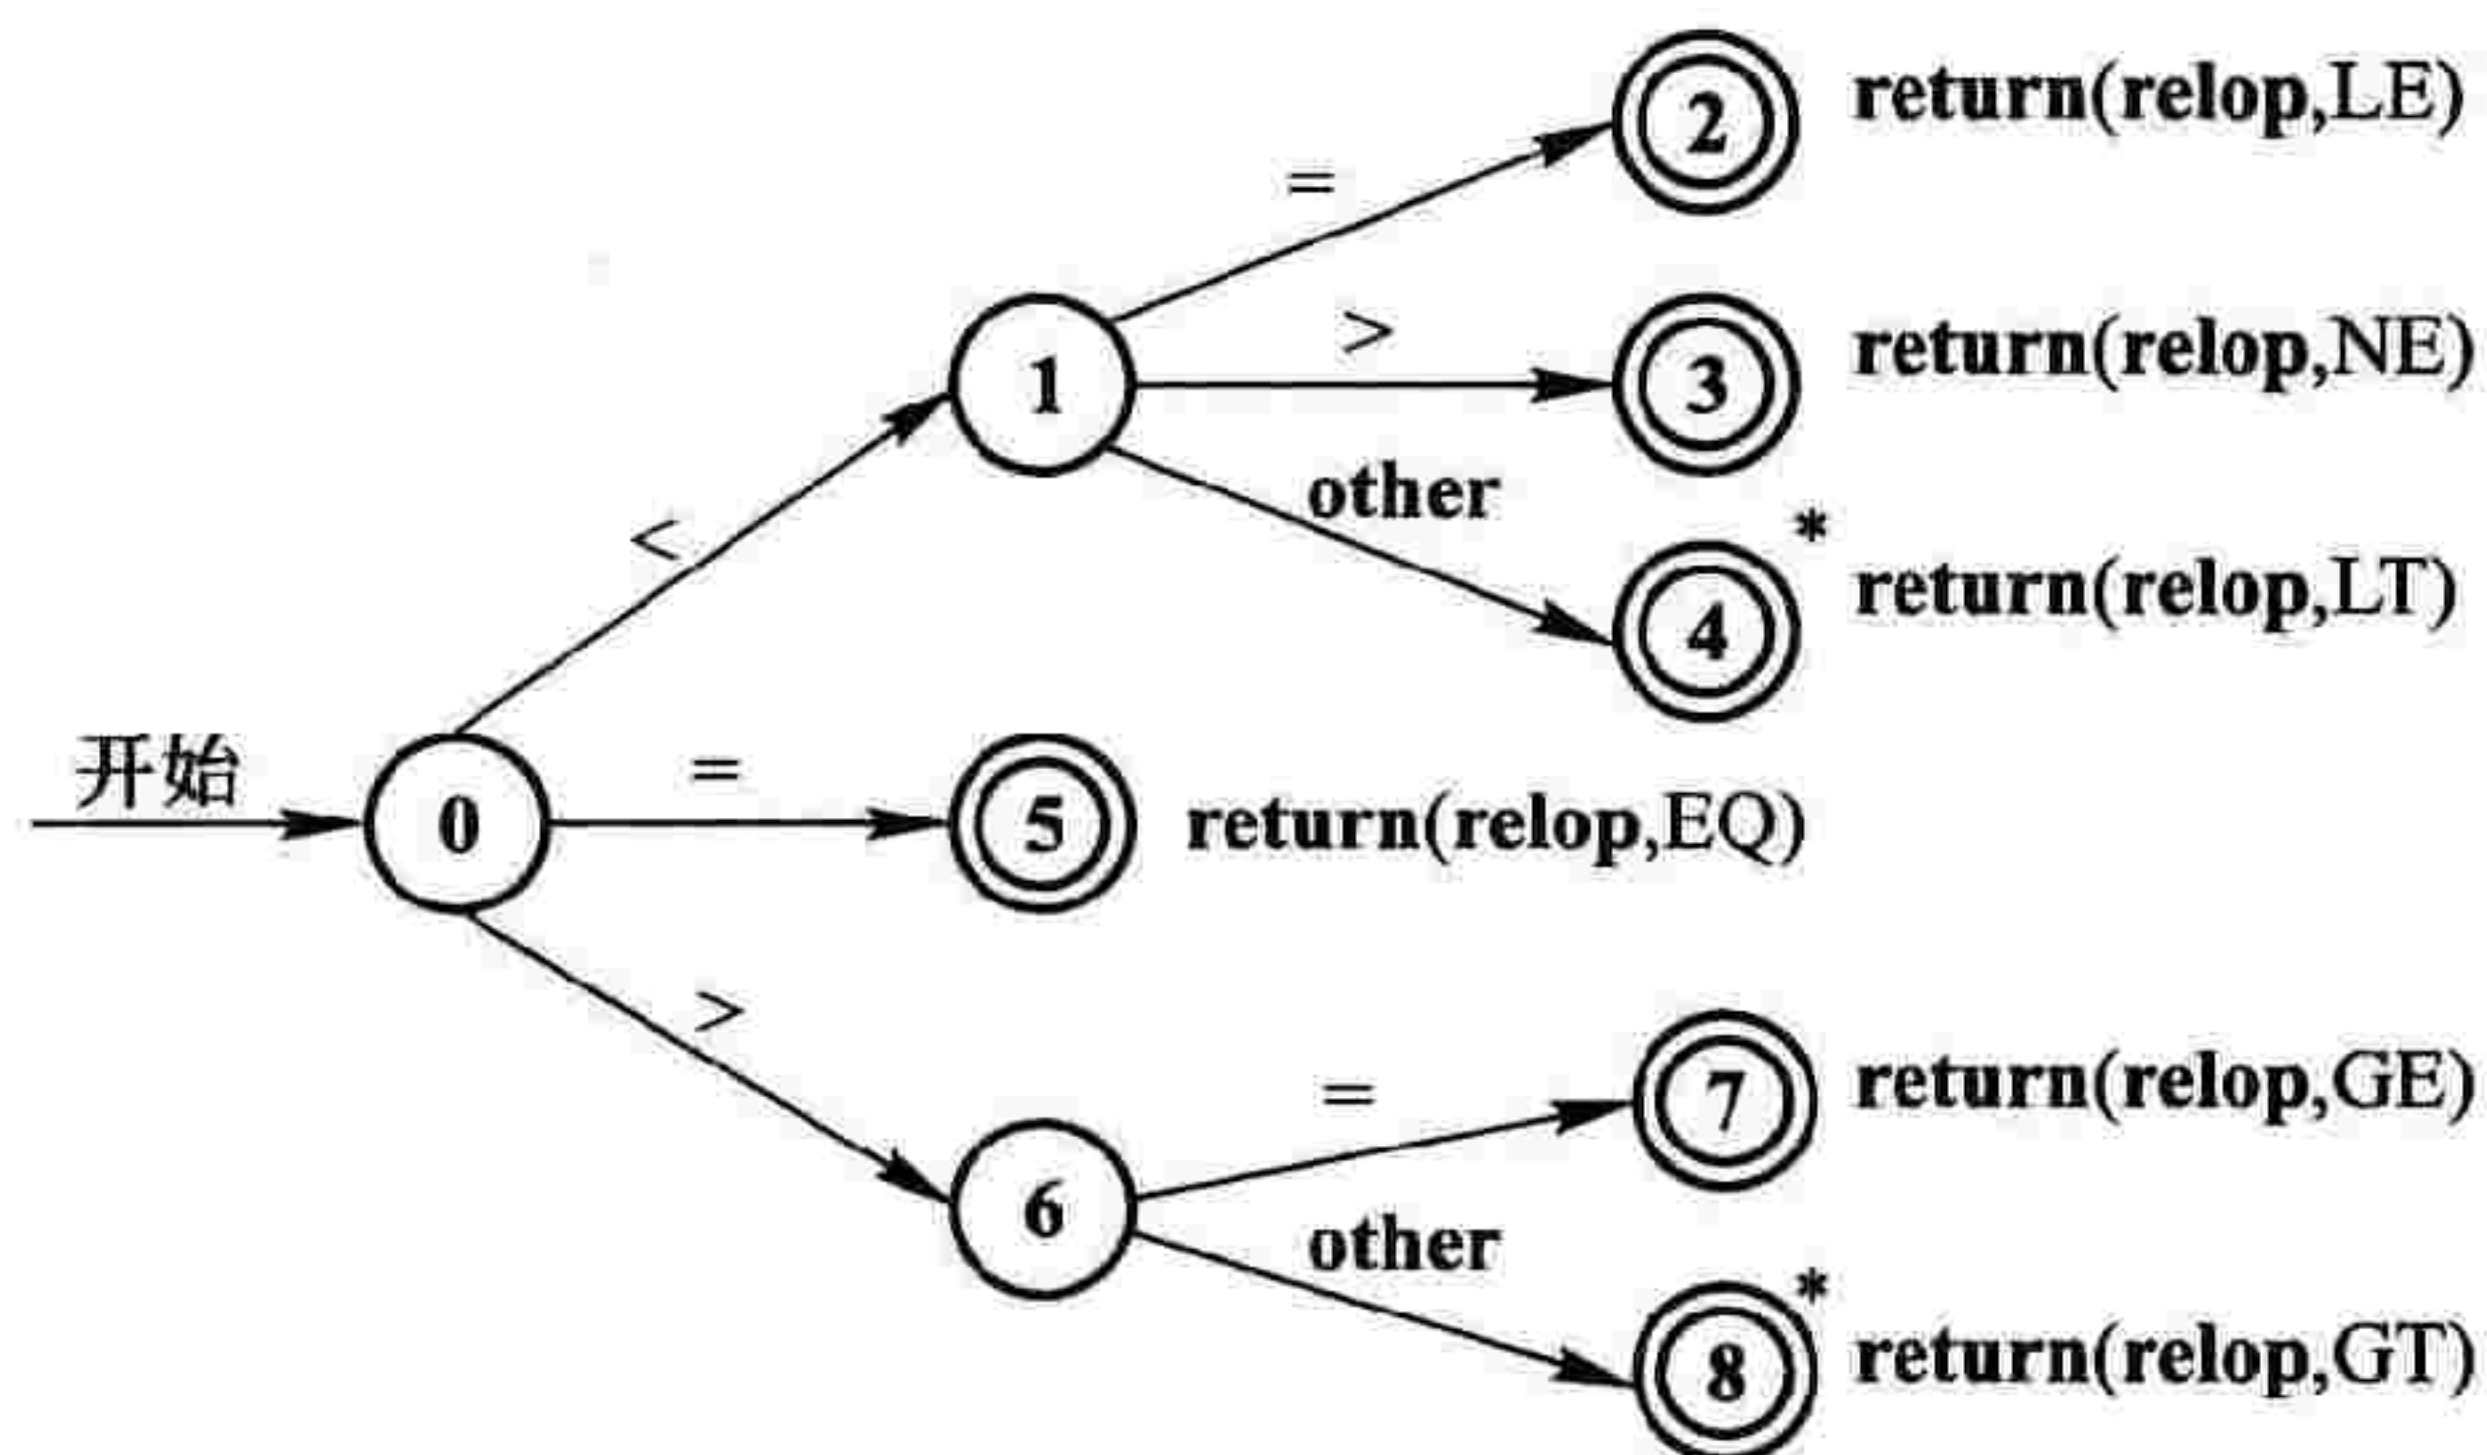 2 return(relop,LE)
=
1 > 3 return(relop,NE)
other
*
< 4 return(relop,LT)
开始
0 = 5 return(relop,EQ)
>
= 7 return(relop,GE)
6 other
*
8 return(relop,GT)